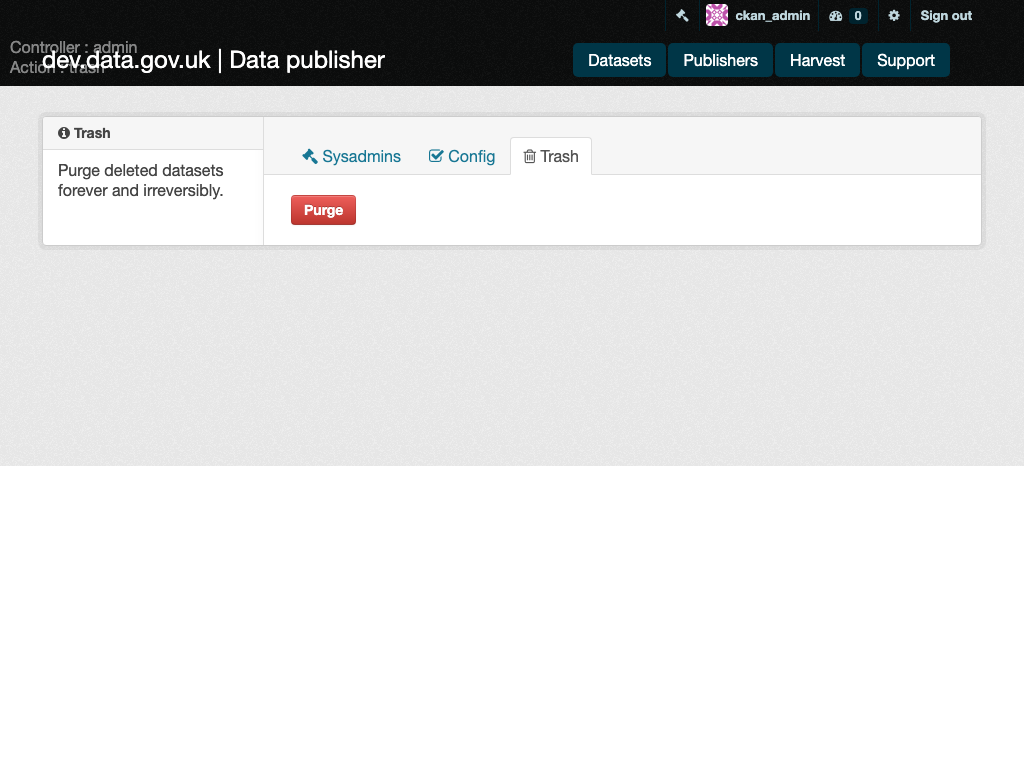 ckan_admin
0
Sign out
Controller : admin
Action : trash
dev.data.gov.uk | Data publisher
Datasets
Publishers
Harvest
Support
Trash
Purge deleted datasets
forever and irreversibly.
Sysadmins
Config
Trash
Purge